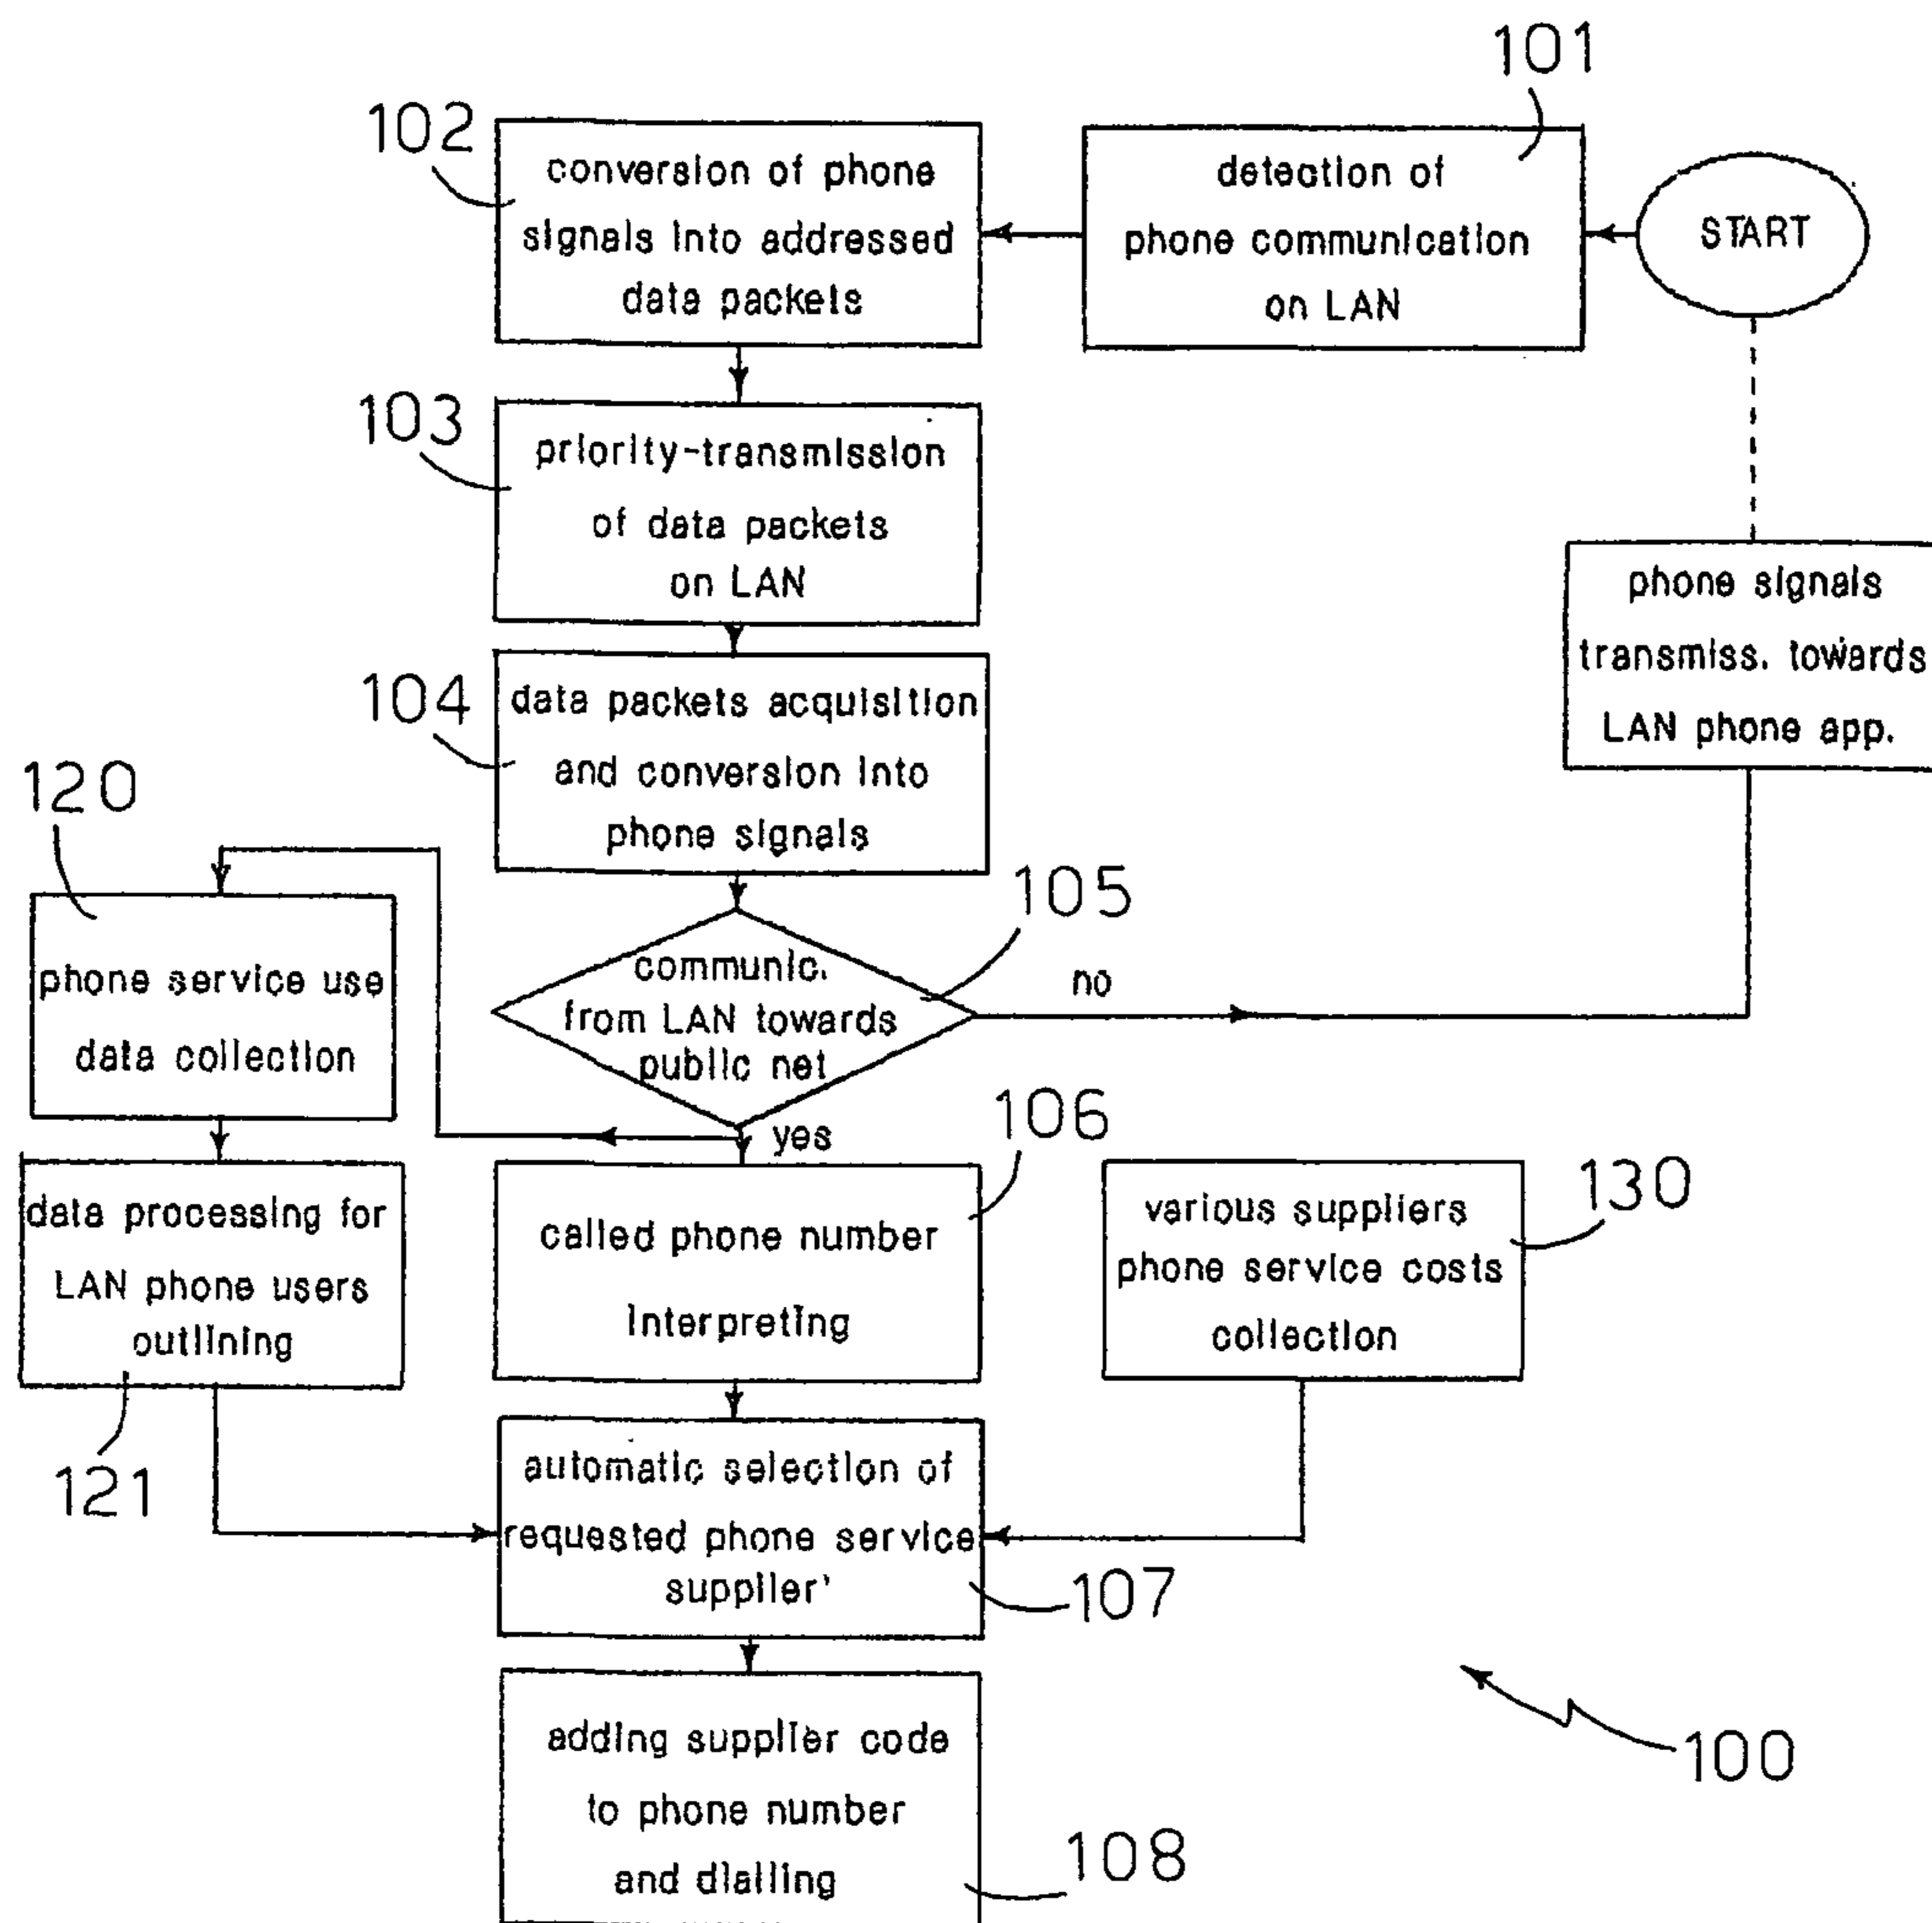 101
102
conversion of phone
signals into addressed
data packets
detection of
phone communication
on LAN
START
103
priority-transmission
of data packets
on LAN
phone signals
transmiss. towards
LAN phone app.
104
data packets acquisition
and conversion into
phone signals
120
105
phone service use
data collection
communic.
from LAN towards
public net
no
yes
106
130
data processing for
LAN phone users
outlining
called phone number
interpreting
various suppliers
phone service costs
collection
121
automatic selection of
requested phone service
supplier
107
adding supplier code
to phone number
and dialling
108
100